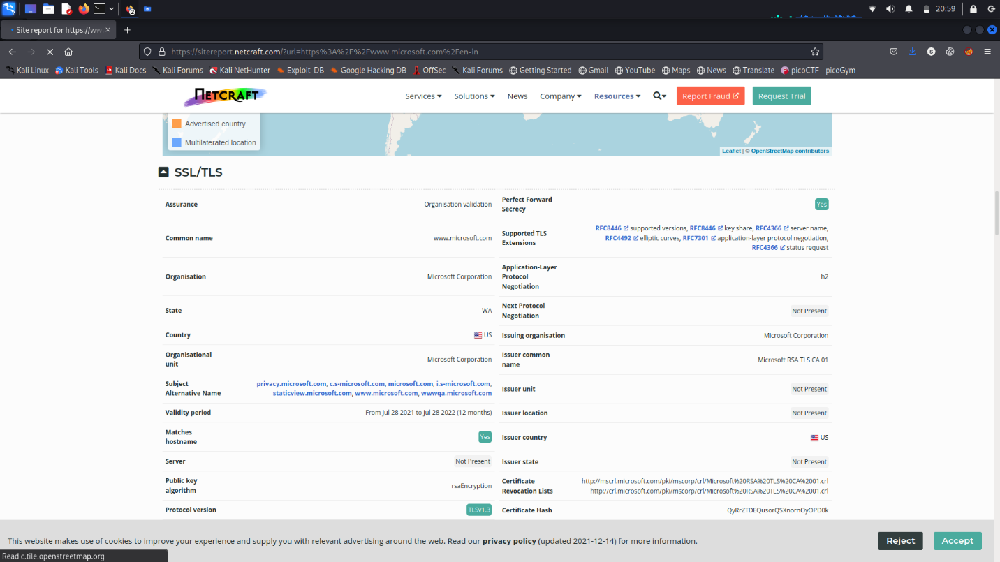 20:59
Site report for https://ww
https://sitereport.netcraft.com/?url=https%3A%2F%2Fwww.microsoft.com%2Fen-in
Kali Linux Kali Tools Kali Docs Kali Forums Kali NetHunter Exploit-DB Google Hacking DB OffSec Kali Forums Getting Started Gmail YouTube Maps News Translate picoCTF - picoGym
NETCRAFT Services Solutions News Company Resources Report Fraud Request Trial
Advertised country
Multilaterated location
Leaflet | © OpenStreetMap contributors
SSL/TLS
Assurance Organisation validation
Common name www.microsoft.com
Organisation Microsoft Corporation
State WA
Country US
Organisational
unit Microsoft Corporation
Subject
Alternative Name
privacy.microsoft.com, c.s-microsoft.com, microsoft.com, i.s-microsoft.com,
staticview.microsoft.com, www.microsoft.com, wwwqa.microsoft.com
Validity period From Jul 28 2021 to Jul 28 2022 (12 months)
Matches
hostname Yes
Server Not Present
Public key
algorithm rsaEncryption
Protocol version TLSv1.3
Perfect Forward
Secrecy Yes
Supported TLS
Extensions
RFC8446 supported versions, RFC8446 key share, RFC4366 server name,
RFC4492 elliptic curves, RFC7301 application-layer protocol negotiation,
RFC4366 status request
Application-Layer
Protocol
Negotiation h2
Next Protocol
Negotiation Not Present
Issuing organisation Microsoft Corporation
Issuer common
name Microsoft RSA TLS CA 01
Issuer unit Not Present
Issuer location Not Present
Issuer country US
Issuer state Not Present
Certificate
Revocation Lists
http://mscrl.microsoft.com/pki/mscorp/crl/Microsoft%20RSA%20TLS%20CA%2001.crl
http://crl.microsoft.com/pki/mscorp/crl/Microsoft%20RSA%20TLS%20CA%2001.crl
Certificate Hash QyRrZTDEQusorQSXnornOyOPD0k
This website makes use of cookies to improve your experience and supply you with relevant advertising around the web. Read our privacy policy (updated 2021-12-14) for more information.
Reject Accept
Read c.tile.openstreetmap.org